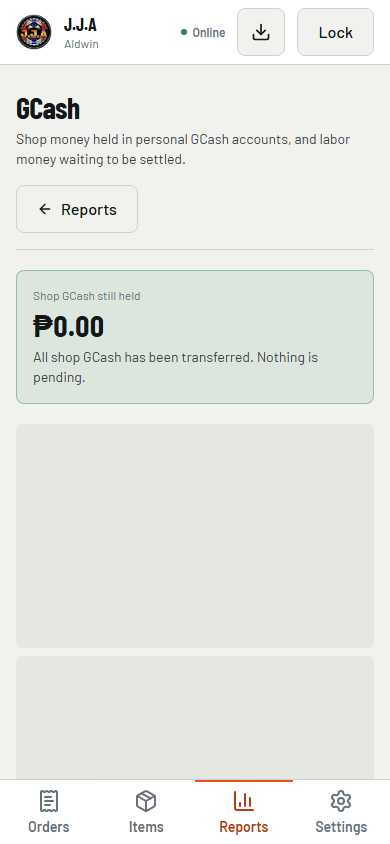 J.J.A
J.J.A
Aldwin
Online
Lock
GCash
Shop money held in personal GCash accounts, and labor
money waiting to be settled.
Reports
Shop GCash still held
₱0.00
All shop GCash has been transferred. Nothing is
pending.
Orders
Items
Reports
Settings